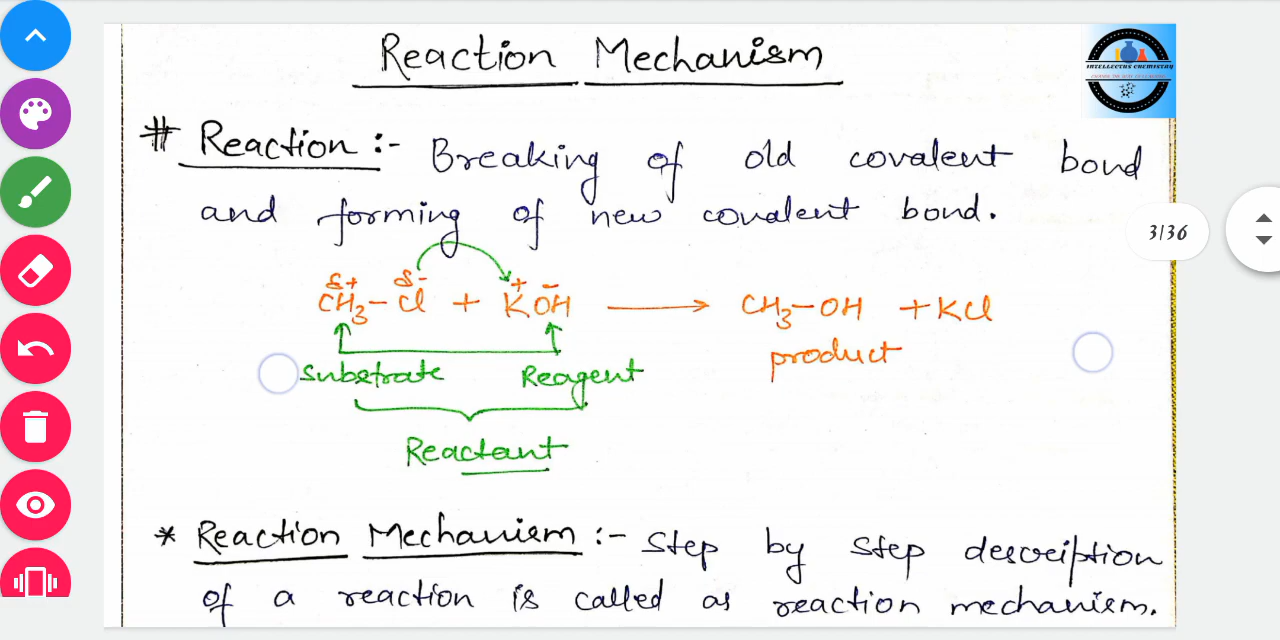 Reaction Mechanism
INTELLECTUS CHEMISTRY
# Reaction :- Breaking of old covalent bond
and forming of new covalent bond.
3/36
δ+ δ- + -
CH₃-Cl + KOH ⟶ CH₃-OH + KCl
product
Substrate Reagent
Reactant
* Reaction Mechanism :- Step by step description
of a reaction is called as reaction mechanism.